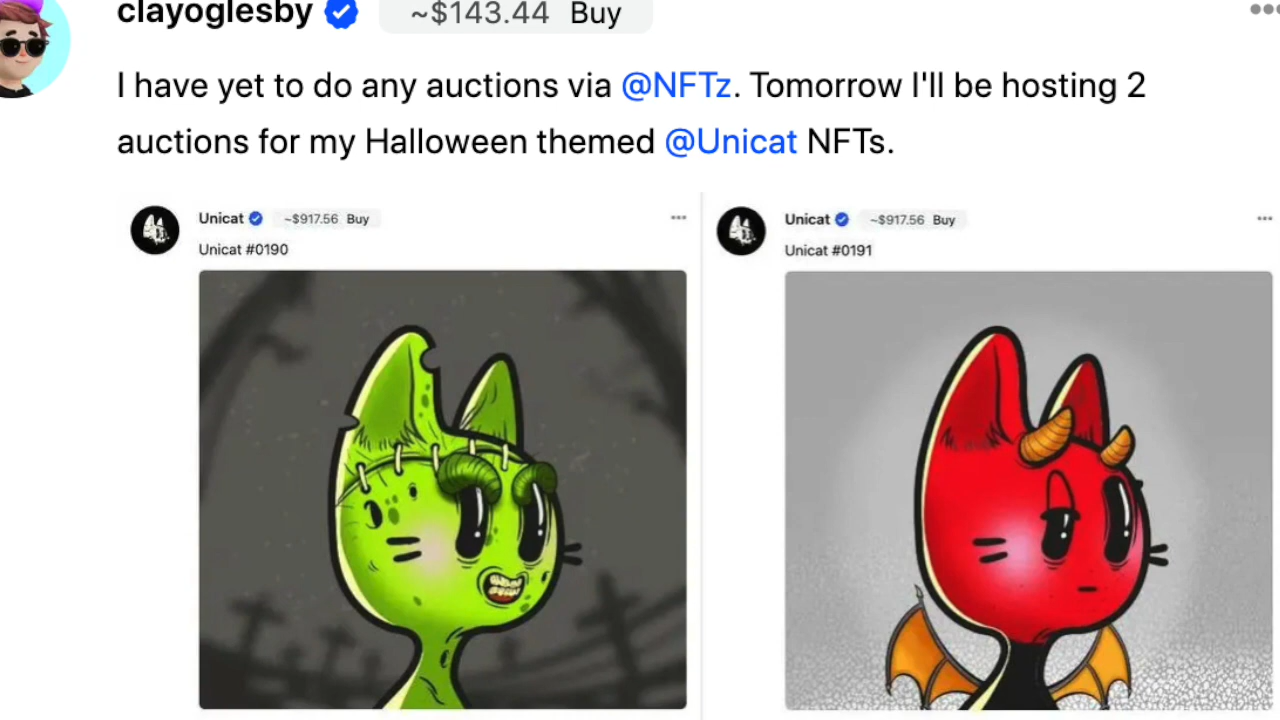 clayoglesby ~$143.44 Buy
I have yet to do any auctions via @NFTz. Tomorrow I'll be hosting 2
auctions for my Halloween themed @Unicat NFTs.
Unicat ~$917.56 Buy
Unicat #0190
Unicat ~$917.56 Buy
Unicat #0191